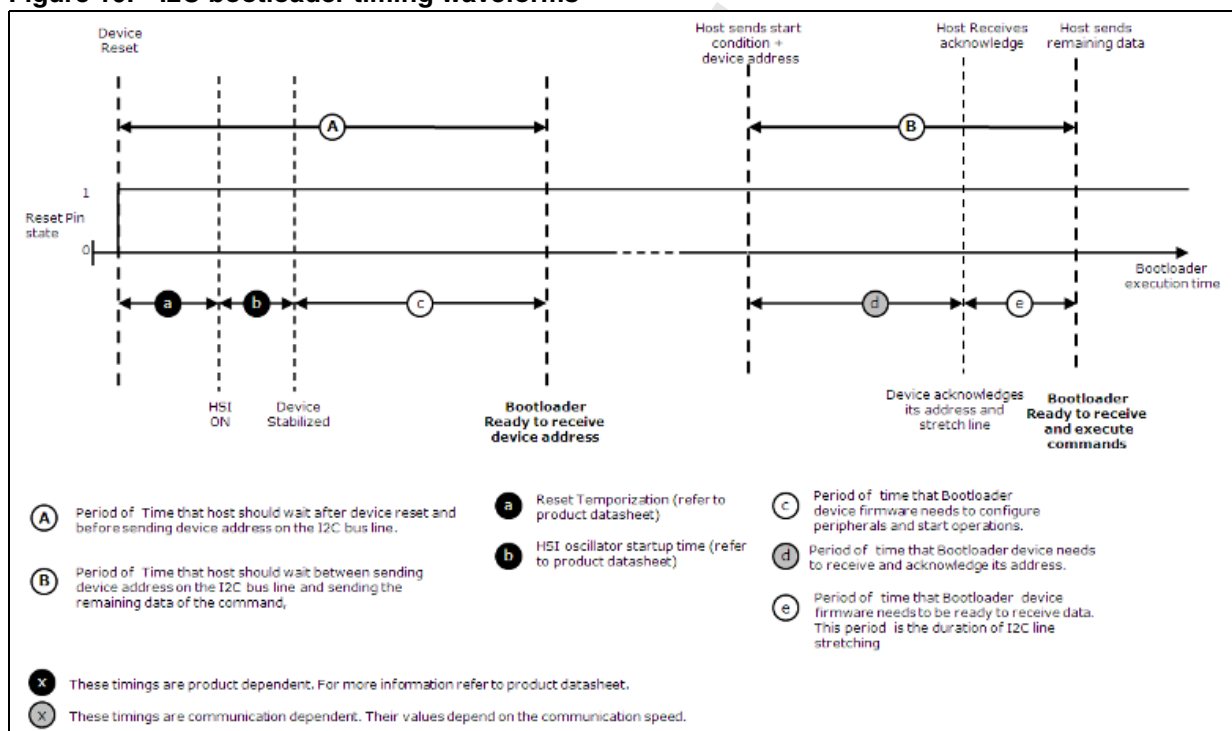 Device
Reset
Host sends start
condition +
device address
Host Receives
acknowledge
Host sends
remaining data
A
B
1
Reset Pin
state
0
Bootloader
execution time
a
b
c
d
e
HSI
ON
Device
Stabilized
Bootloader
Ready to receive
device address
Device acknowledges
its address and
stretch line
Bootloader
Ready to receive
and execute
commands
A
Period of Time that host should wait after device reset and
before sending device address on the I2C bus line.
B
Period of Time that host should wait between sending
device address on the I2C bus line and sending the
remaining data of the command,
a
Reset Temporization (refer to
product datasheet)
b
HSI oscillator startup time (refer
to product datasheet)
c
Period of time that Bootloader
device firmware needs to configure
peripherals and start operations.
d
Period of time that Bootloader device needs
to receive and acknowledge its address.
e
Period of time that Bootloader device
firmware needs to be ready to receive data.
This period is the duration of I2C line
stretching
x
These timings are product dependent. For more information refer to product datasheet.
x
These timings are communication dependent. Their values depend on the communication speed.